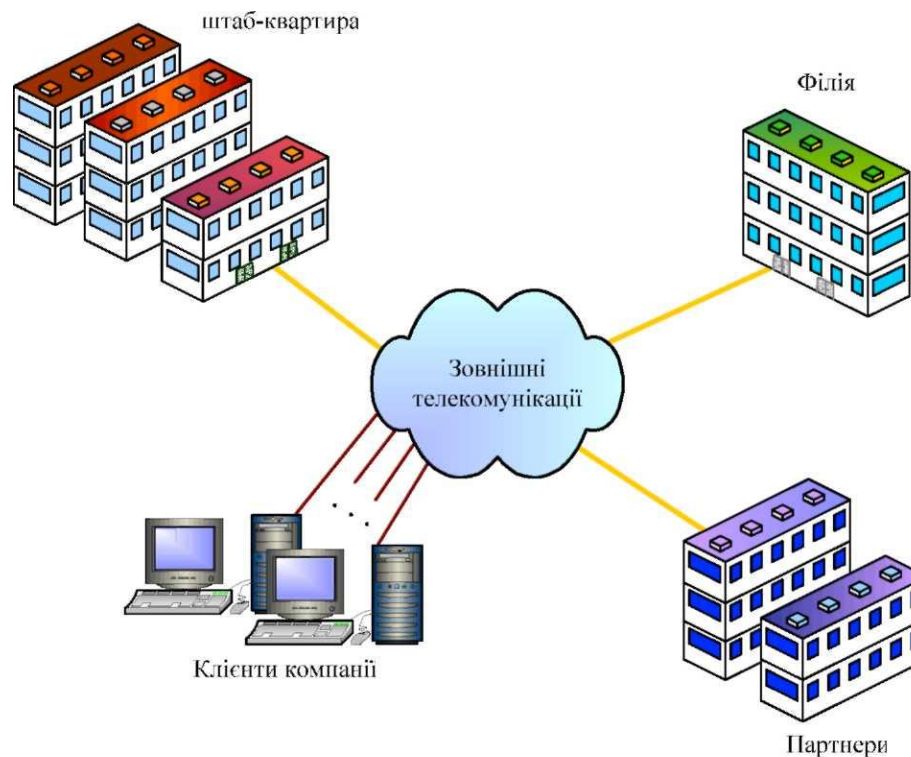 штаб-квартира
Філія
Зовнішні
телекомунікації
Клієнти компанії
Партнери